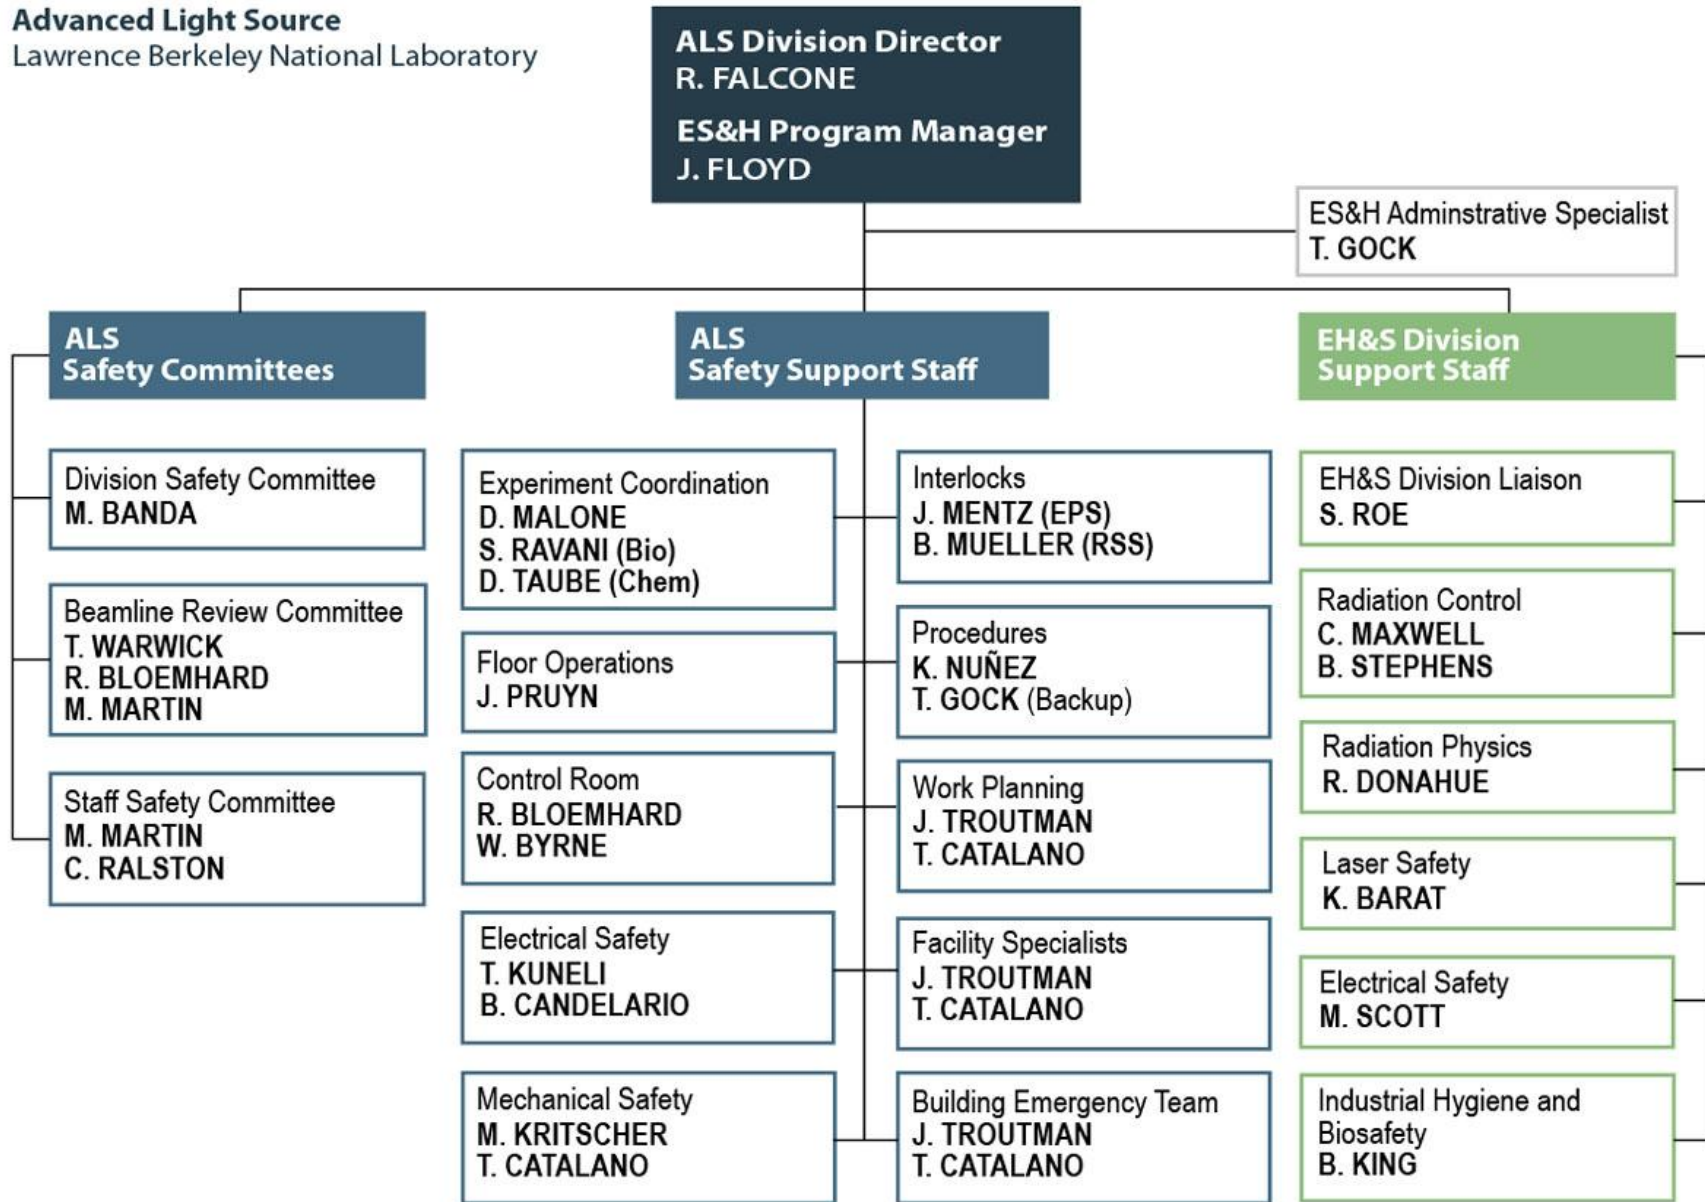 Advanced Light Source
Lawrence Berkeley National Laboratory
ALS Division Director
R. FALCONE
ES&H Program Manager
J. FLOYD
ES&H Adminstrative Specialist
T. GOCK
ALS
Safety Committees
Division Safety Committee
M. BANDA
Beamline Review Committee
T. WARWICK
R. BLOEMHARD
M. MARTIN
Staff Safety Committee
M. MARTIN
C. RALSTON
ALS
Safety Support Staff
Experiment Coordination
D. MALONE
S. RAVANI (Bio)
D. TAUBE (Chem)
Floor Operations
J. PRUYN
Control Room
R. BLOEMHARD
W. BYRNE
Electrical Safety
T. KUNELI
B. CANDELARIO
Mechanical Safety
M. KRITSCHER
T. CATALANO
Interlocks
J. MENTZ (EPS)
B. MUELLER (RSS)
Procedures
K. NUÑEZ
T. GOCK (Backup)
Work Planning
J. TROUTMAN
T. CATALANO
Facility Specialists
J. TROUTMAN
T. CATALANO
Building Emergency Team
J. TROUTMAN
T. CATALANO
EH&S Division
Support Staff
EH&S Division Liaison
S. ROE
Radiation Control
C. MAXWELL
B. STEPHENS
Radiation Physics
R. DONAHUE
Laser Safety
K. BARAT
Electrical Safety
M. SCOTT
Industrial Hygiene and
Biosafety
B. KING